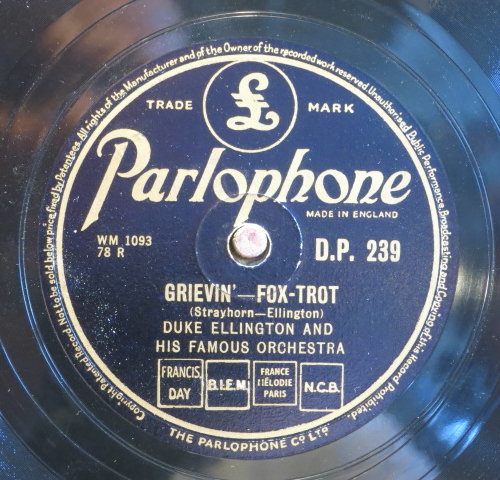 Copyright. Patented Record Not to be sold below price fixed by Patentees. All rights of the Manufacturer and of the Owner of the recorded work reserved. Unauthorised Public Performance, Broadcasting and Copying of this Record Prohibited.
£
TRADE MARK
Parlophone
MADE IN ENGLAND
WM 1093
78 R
D.P. 239
GRIEVIN'—FOX-TROT
(Strayhorn—Ellington)
DUKE ELLINGTON AND
HIS FAMOUS ORCHESTRA
FRANCIS, DAY
B.I.E.M.
FRANCE MÉLODIE PARIS
N.C.B.
THE PARLOPHONE Co LTD